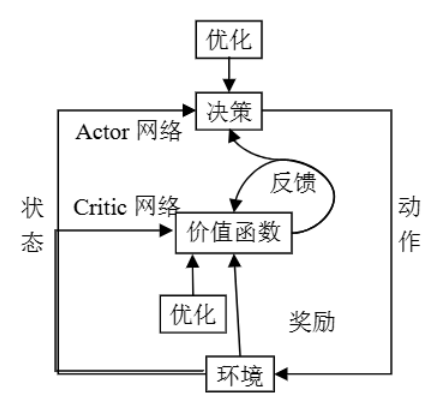 优化
决策
Actor 网络
反馈
Critic 网络
状态
动作
价值函数
优化
奖励
环境